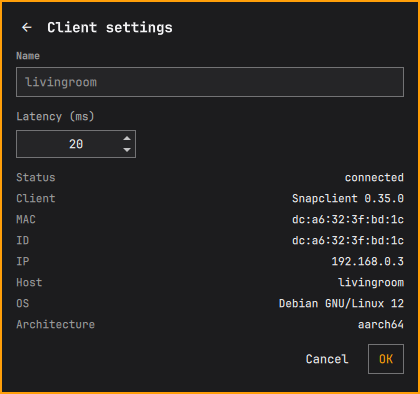 ← Client settings
Name
livingroom
Latency (ms)
20
Status connected
Client Snapclient 0.35.0
MAC dc:a6:32:3f:bd:1c
ID dc:a6:32:3f:bd:1c
IP 192.168.0.3
Host livingroom
OS Debian GNU/Linux 12
Architecture aarch64
Cancel OK